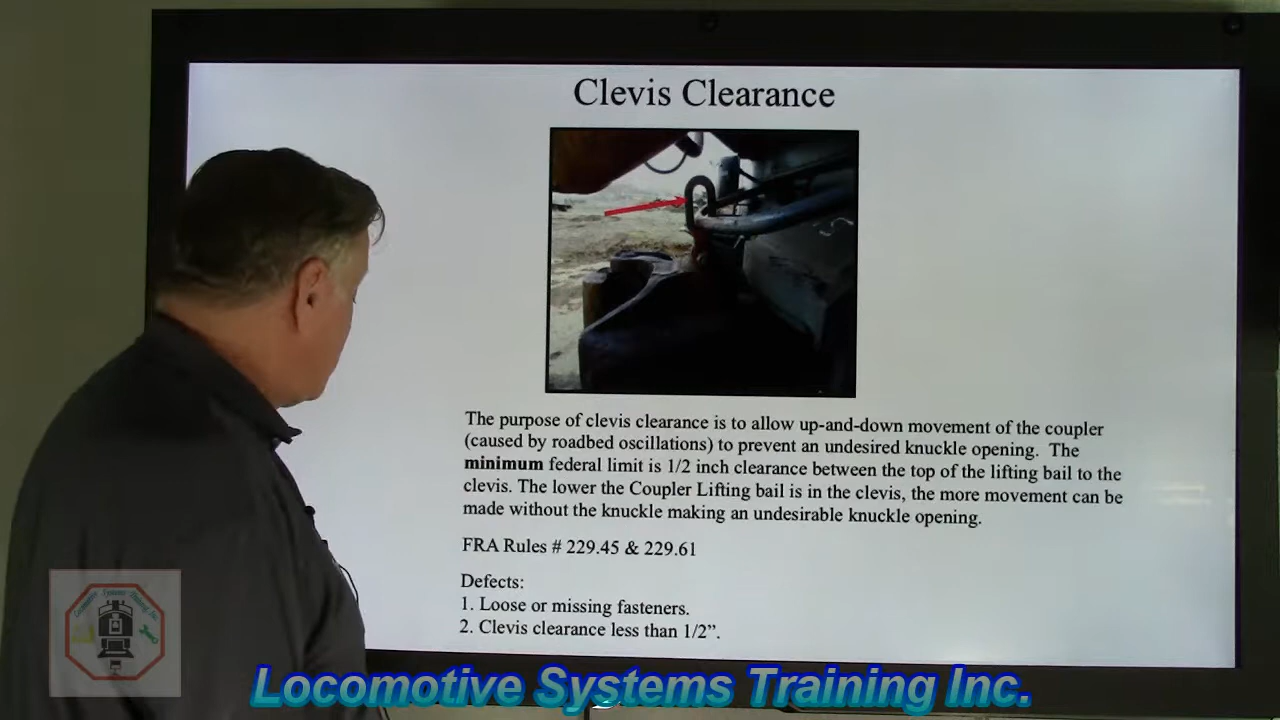 Clevis Clearance
The purpose of clevis clearance is to allow up-and-down movement of the coupler
(caused by roadbed oscillations) to prevent an undesired knuckle opening. The
minimum federal limit is 1/2 inch clearance between the top of the lifting bail to the
clevis. The lower the Coupler Lifting bail is in the clevis, the more movement can be
made without the knuckle making an undesirable knuckle opening.
FRA Rules # 229.45 & 229.61
Defects:
1. Loose or missing fasteners.
2. Clevis clearance less than 1/2”.
Locomotive Systems Training Inc.
Locomotive Systems Training Inc.